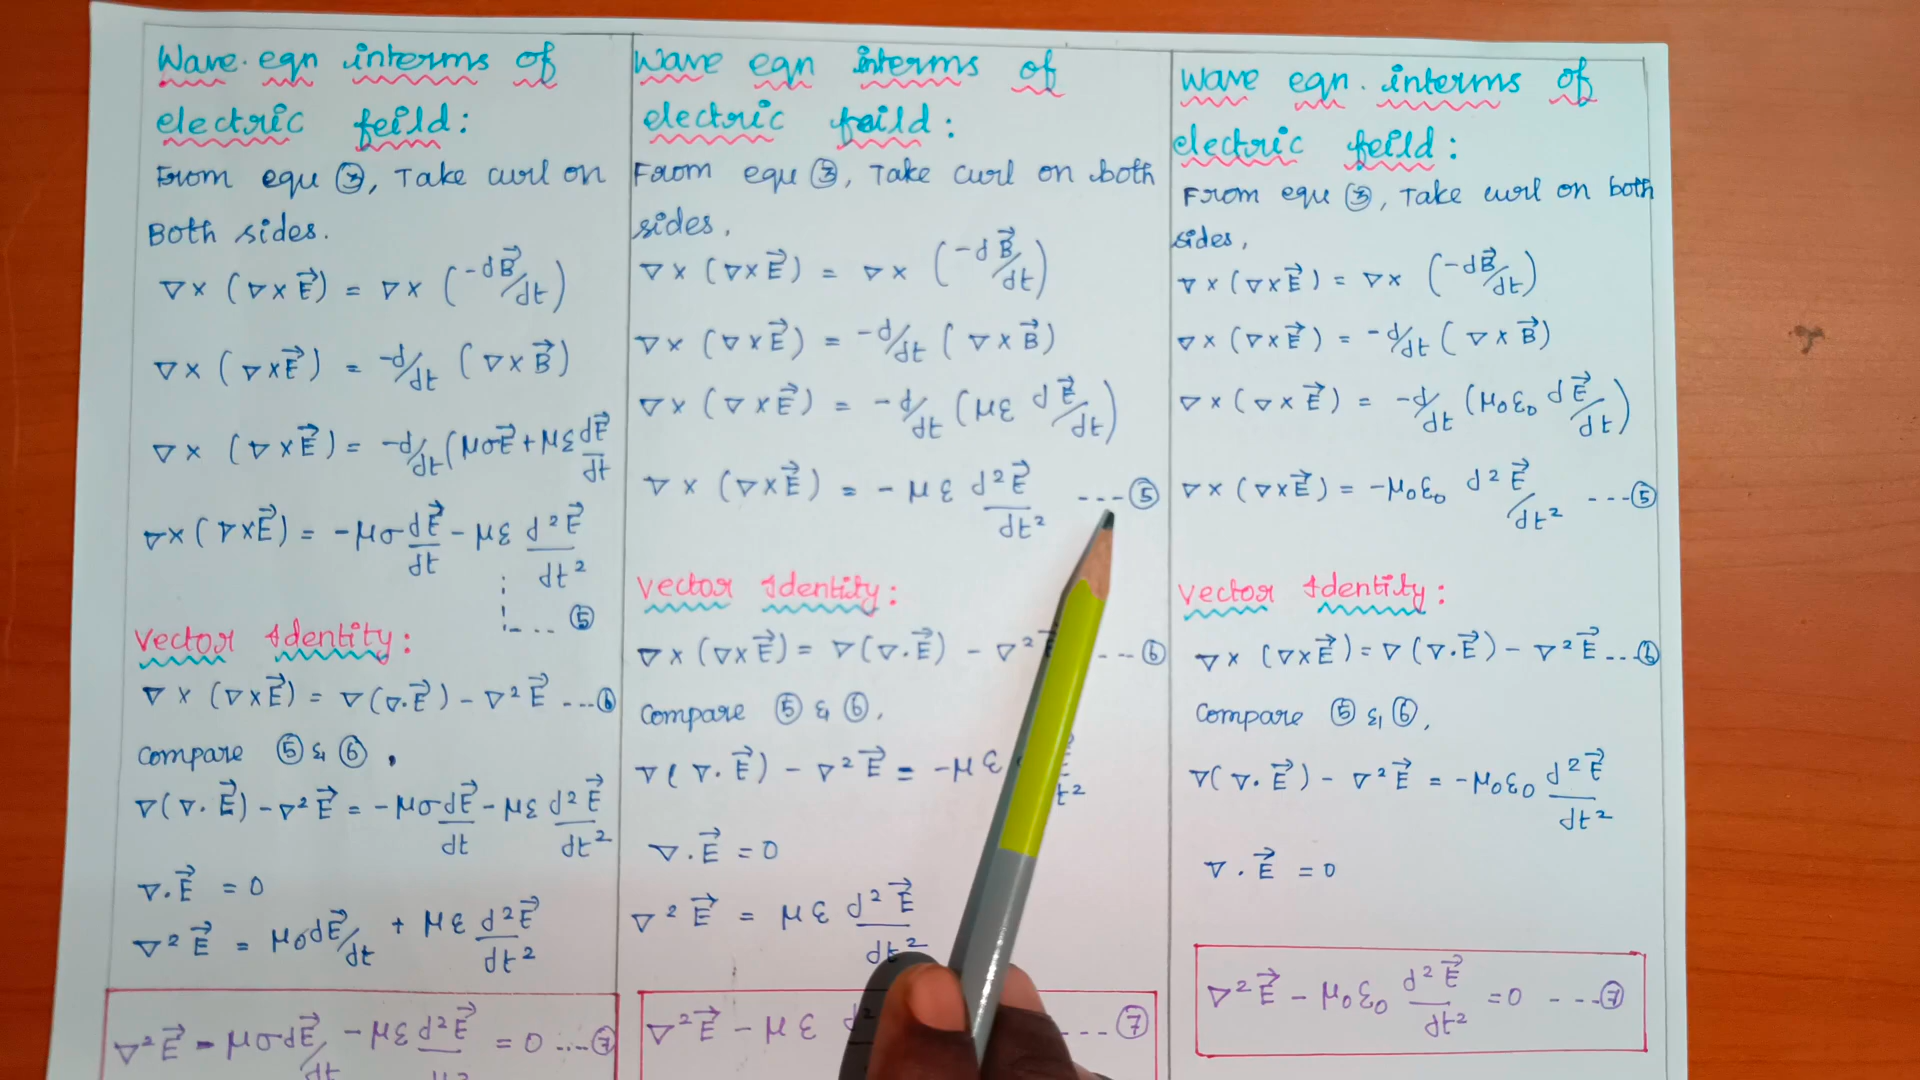 Wave. eqn interms of
electric feild:
From equ ③, Take curl on
Both sides.
∇× (∇×E⃗) = ∇× (-dB⃗/dt)
∇× (∇×E⃗) = -d/dt (∇×B⃗)
∇× (∇×E⃗) = -d/dt (μσE⃗ + με dE⃗/dt
∇× (∇×E⃗) = -μσ dE⃗/dt - με d²E⃗/dt²
--- ⑤
Vector Identity:
∇ × (∇×E⃗) = ∇(∇.E⃗) - ∇²E⃗ ---⑥
Compare ⑤ & ⑥.
∇(∇.E⃗) - ∇²E⃗ = -μσ dE⃗/dt - με d²E⃗/dt²
∇.E⃗ = 0
∇²E⃗ = μσdE⃗/dt + με d²E⃗/dt²
∇²E⃗ - μσdE⃗/dt - με d²E⃗ = 0 ---⑦
Wave eqn interms of
electric feild:
From equ ③, Take curl on both
sides,
∇× (∇×E⃗) = ∇× (-dB⃗/dt)
∇× (∇×E⃗) = -d/dt (∇×B⃗)
∇× (∇×E⃗) = -d/dt (με dE⃗/dt)
∇× (∇×E⃗) = -με d²E⃗/dt² ---⑤
Vector Identity:
∇× (∇×E⃗) = ∇(∇.E⃗) - ∇² --- ⑥
Compare ⑤ & ⑥,
∇(∇.E⃗) - ∇²E⃗ = -με t²
∇.E⃗ = 0
∇²E⃗ = με d²E⃗/dt²
∇²E⃗ - με d² --- ⑦
Wave eqn. interms of
electric feild:
From equ ③, Take curl on both
sides,
∇× (∇×E⃗) = ∇× (-dB⃗/dt)
∇× (∇×E⃗) = -d/dt (∇×B⃗)
∇× (∇×E⃗) = -d/dt (μ₀ε₀ dE⃗/dt)
∇× (∇×E⃗) = -μ₀ε₀ d²E⃗/dt² ---⑤
Vector Identity:
∇× (∇×E⃗) = ∇(∇.E⃗) - ∇²E⃗ ---⑥
Compare ⑤ & ⑥,
∇(∇.E⃗) - ∇²E⃗ = -μ₀ε₀ d²E⃗/dt²
∇.E⃗ = 0
∇²E⃗ - μ₀ε₀ d²E⃗/dt² = 0 ---⑦